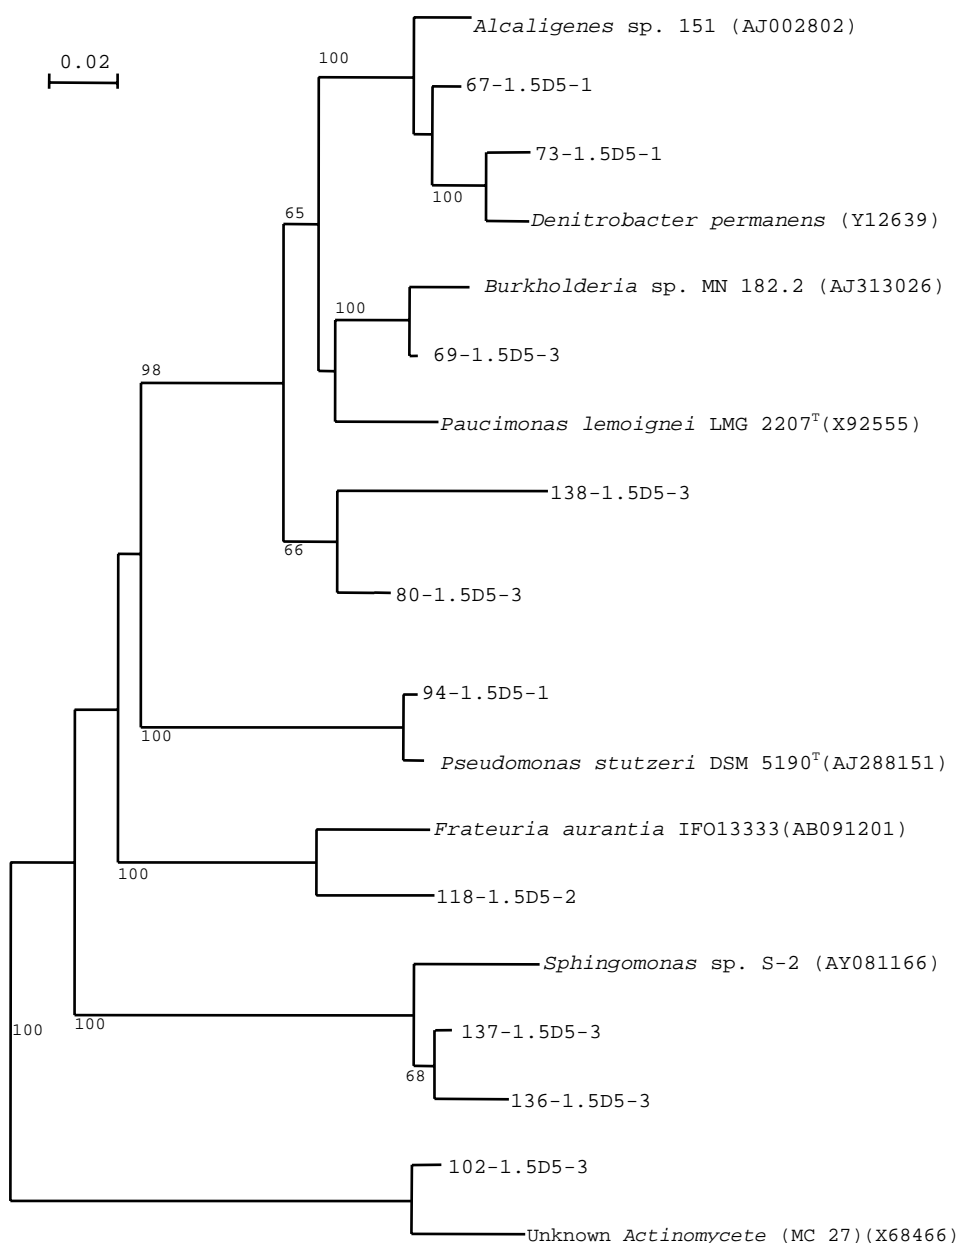 Alcaligenes sp. 151 (AJ002802)
100
0.02
67-1.5D5-1
73-1.5D5-1
100
65
Denitrobacter permanens (Y12639)
Burkholderia sp. MN 182.2 (AJ313026)
100
69-1.5D5-3
98
Paucimonas lemoignei LMG 2207T(X92555)
138-1.5D5-3
66
80-1.5D5-3
94-1.5D5-1
100
Pseudomonas stutzeri DSM 5190T(AJ288151)
Frateuria aurantia IFO13333(AB091201)
100
118-1.5D5-2
Sphingomonas sp. S-2 (AY081166)
100
100
137-1.5D5-3
68
136-1.5D5-3
102-1.5D5-3
Unknown Actinomycete (MC 27)(X68466)